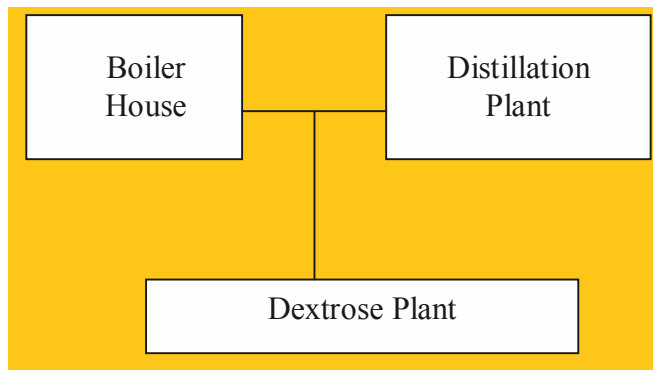 Boiler
House
Distillation
Plant
Dextrose Plant